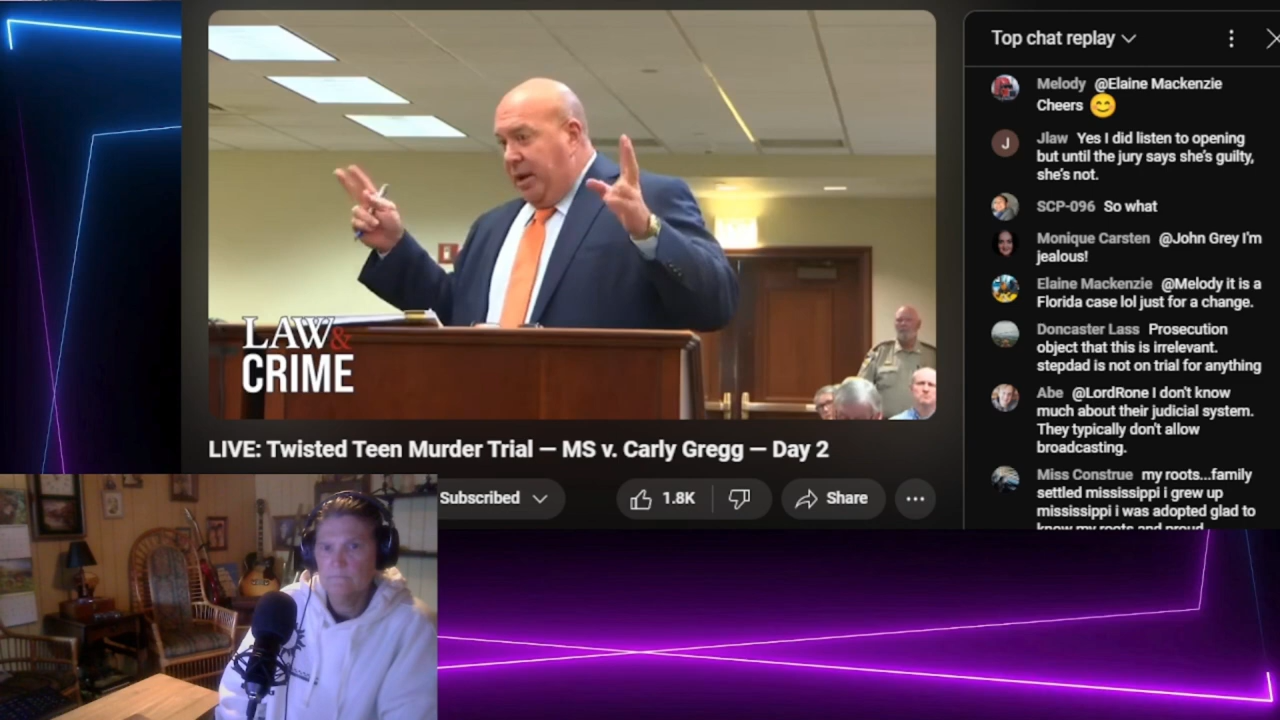 Top chat replay
Melody @Elaine Mackenzie
Cheers 😊
J
Jlaw Yes I did listen to opening
but until the jury says she's guilty,
she's not.
SCP-096 So what
Monique Carsten @John Grey I'm
jealous!
Elaine Mackenzie @Melody it is a
Florida case lol just for a change.
Doncaster Lass Prosecution
object that this is irrelevant.
stepdad is not on trial for anything
Abe @LordRone I don't know
much about their judicial system.
They typically don't allow
broadcasting.
Miss Construe my roots...family
settled mississippi i grew up
mississippi i was adopted glad to
know my roots and proud
LAW&
CRIME
LIVE: Twisted Teen Murder Trial — MS v. Carly Gregg — Day 2
Subscribed
1.8K
Share